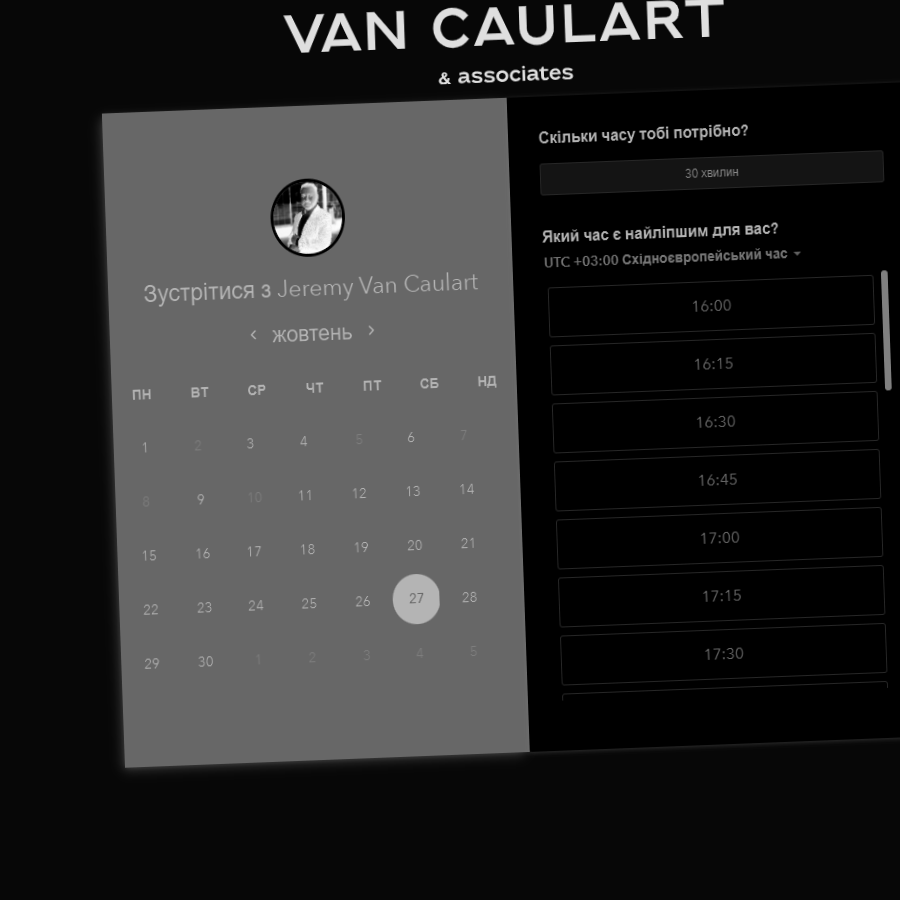 VAN CAULART
& associates
Зустрітися з Jeremy Van Caulart
жовтень
ПН ВТ СР ЧТ ПТ СБ НД
1 2 3 4 5 6 7
8 9 10 11 12 13 14
15 16 17 18 19 20 21
22 23 24 25 26 27 28
29 30 1 2 3 4 5
Скільки часу тобі потрібно?
30 хвилин
Який час є найліпшим для вас?
UTC +03:00 Східноєвропейський час
16:00
16:15
16:30
16:45
17:00
17:15
17:30